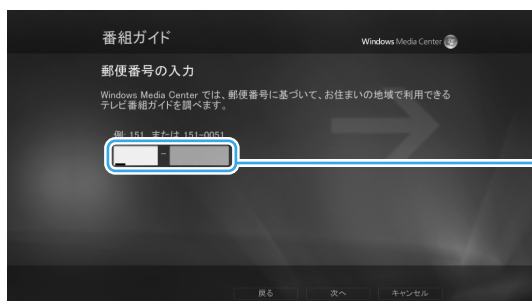 番組ガイド
Windows Media Center
郵便番号の入力
Windows Media Center では、郵便番号に基づいて、お住まいの地域で利用できる
テレビ番組ガイドを調べます。
例: 151 または 151-0051
-
戻る 次へ キャンセル